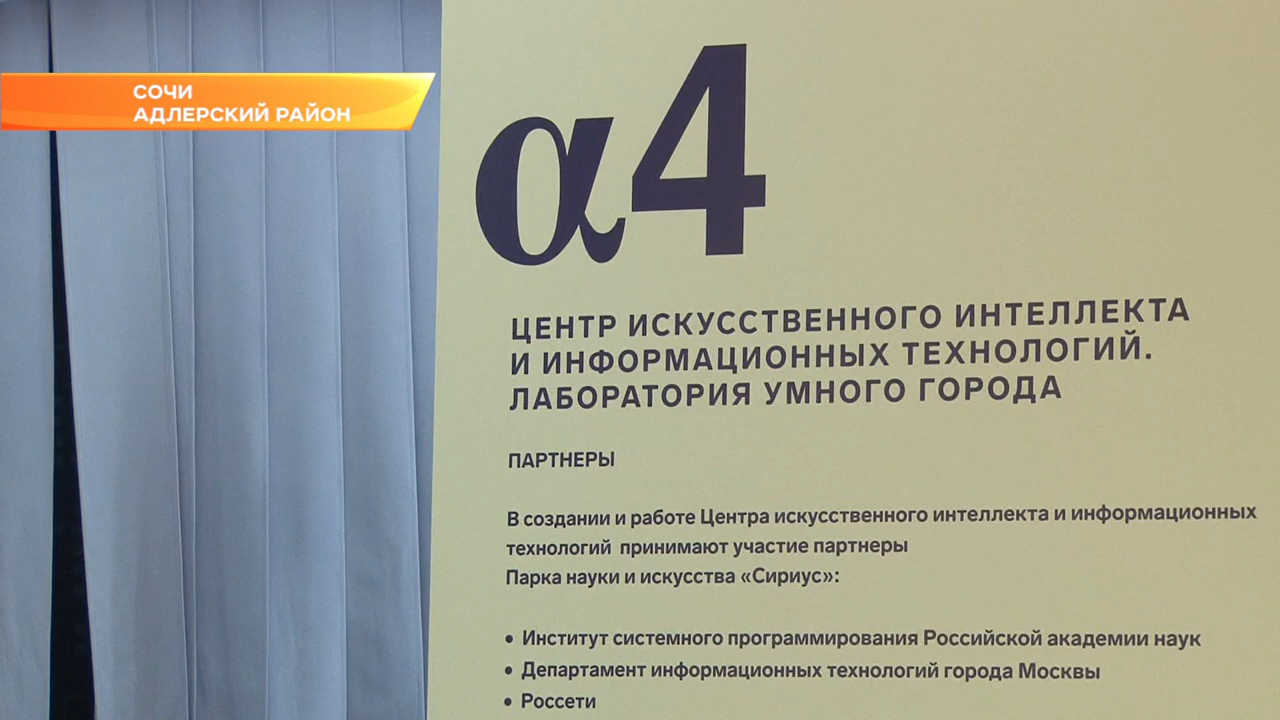 СОЧИ
АДЛЕРСКИЙ РАЙОН
α4
ЦЕНТР ИСКУССТВЕННОГО ИНТЕЛЛЕКТА
И ИНФОРМАЦИОННЫХ ТЕХНОЛОГИЙ.
ЛАБОРАТОРИЯ УМНОГО ГОРОДА
ПАРТНЕРЫ
В создании и работе Центра искусственного интеллекта и информационных
технологий принимают участие партнеры
Парка науки и искусства «Сириус»:
• Институт системного программирования Российской академии наук
• Департамент информационных технологий города Москвы
• Россети